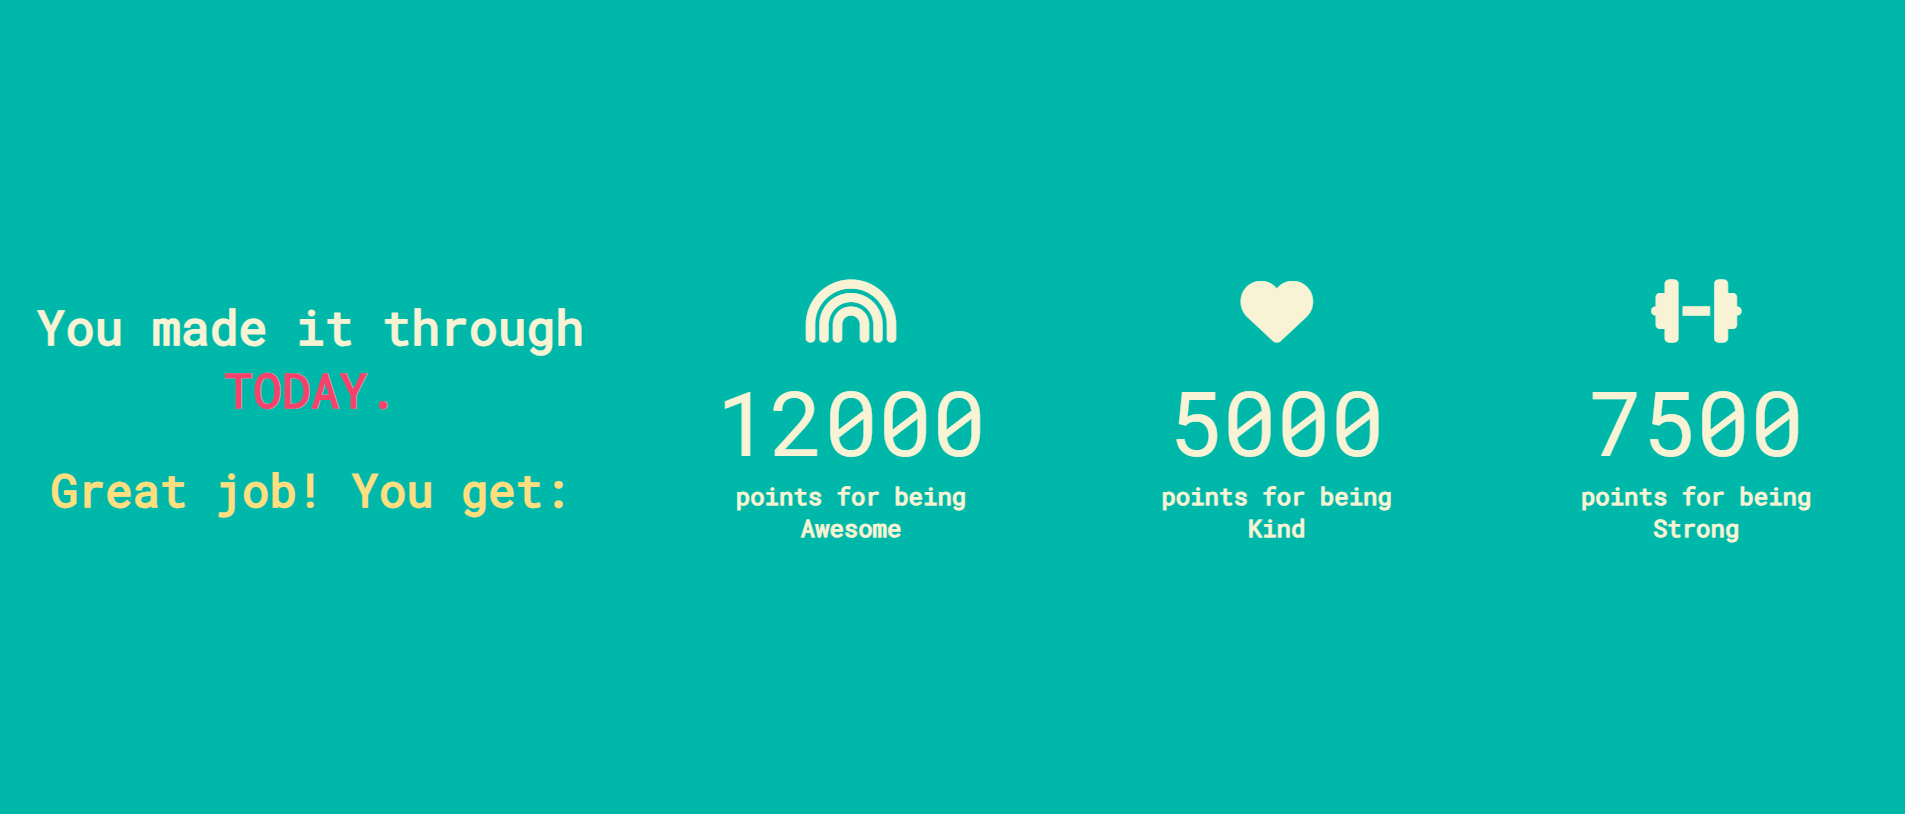 You made it through
TODAY.
Great job! You get:
12000
points for being
Awesome
5000
points for being
Kind
7500
points for being
Strong